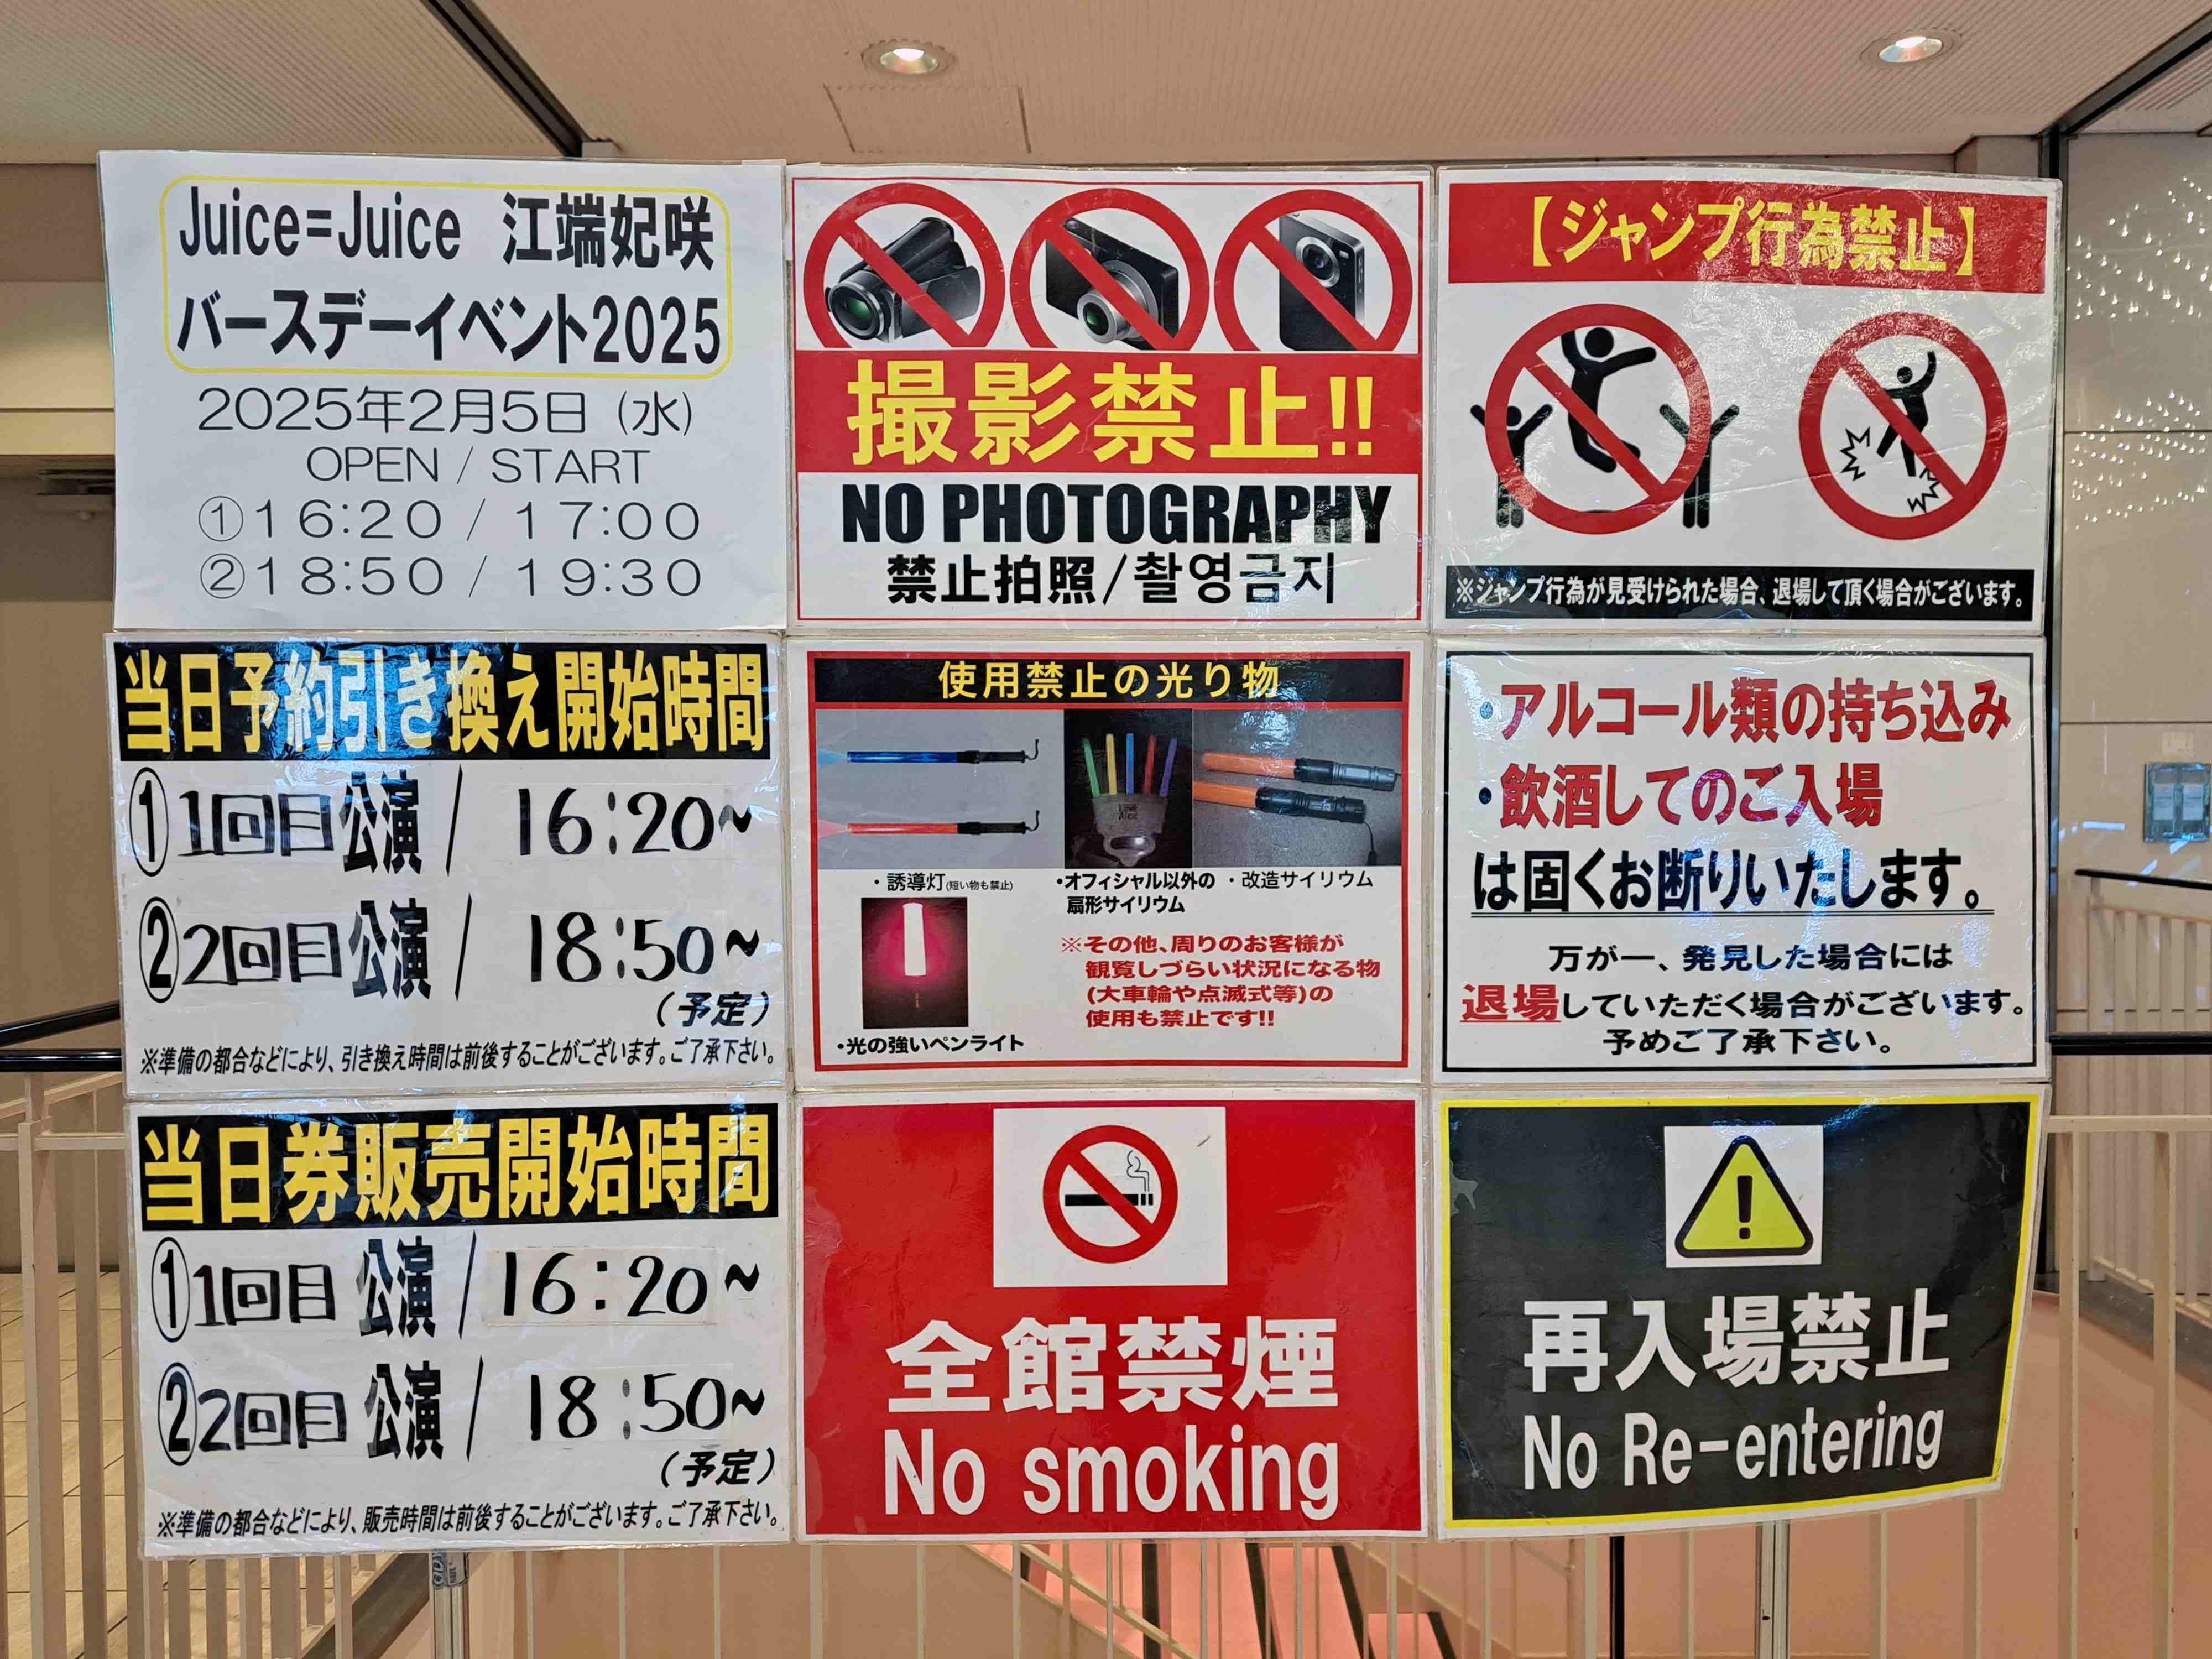 Juice=Juice 江端妃咲
バースデーイベント2025
2025年2月5日 (水)
OPEN / START
①16:20 / 17:00
②18:50 / 19:30
撮影禁止!!
NO PHOTOGRAPHY
禁止拍照/촬영금지
【ジャンプ行為禁止】
※ジャンプ行為が見受けられた場合、退場して頂く場合がございます。
当日予約引き換え開始時間
①1回目公演 / 16:20~
②2回目公演 / 18:50~
(予定)
※準備の都合などにより、引き換え時間は前後することがございます。ご了承下さい。
使用禁止の光り物
・誘導灯(短い物も禁止)
・オフィシャル以外の
扇形サイリウム
・改造サイリウム
・光の強いペンライト
※その他、周りのお客様が
観覧しづらい状況になる物
(大車輪や点滅式等)の
使用も禁止です!!
・アルコール類の持ち込み
・飲酒してのご入場
は固くお断りいたします。
万が一、発見した場合には
退場していただく場合がございます。
予めご了承下さい。
当日券販売開始時間
①1回目 公演 / 16:20~
②2回目 公演 / 18:50~
(予定)
※準備の都合などにより、販売時間は前後することがございます。ご了承下さい。
全館禁煙
No smoking
再入場禁止
No Re-entering